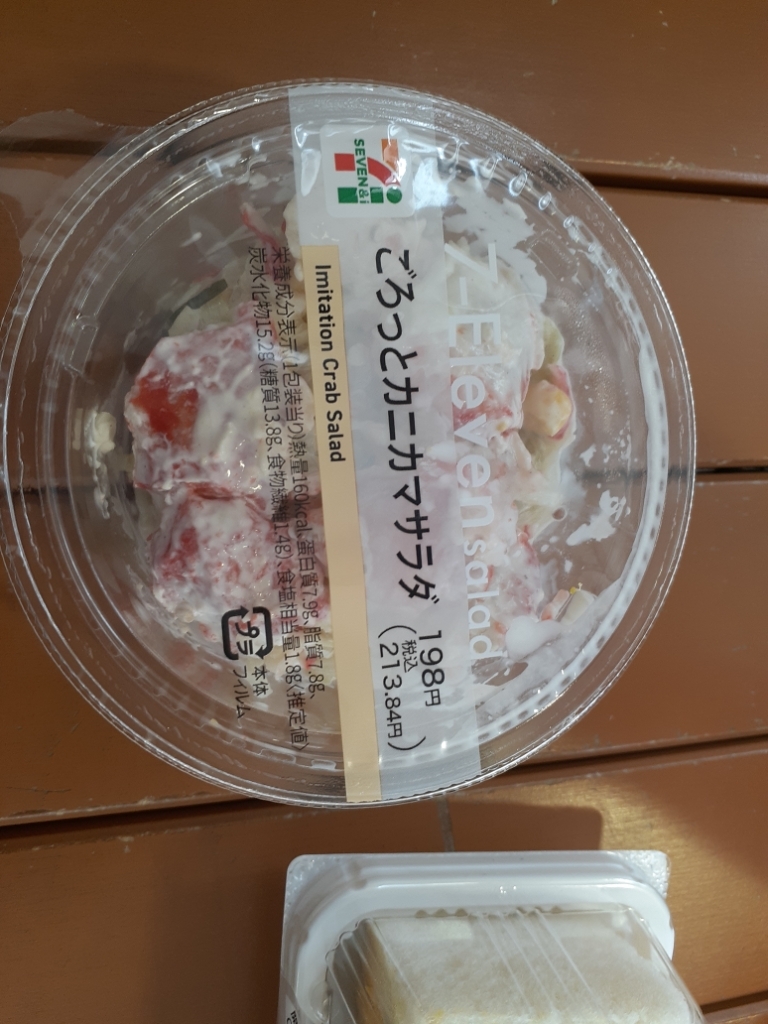 7-Eleven salad
SEVEN&i
ごろっとカニカマサラダ 198円
(税込213.84円)
Imitation Crab Salad
栄養成分表示(1包装当り)熱量160kcal、蛋白質7.9g、脂質7.8g、
炭水化物15.2g(糖質13.8g、食物繊維1.4g)、食塩相当量1.8g(推定値)
プラ
本体
フィルム